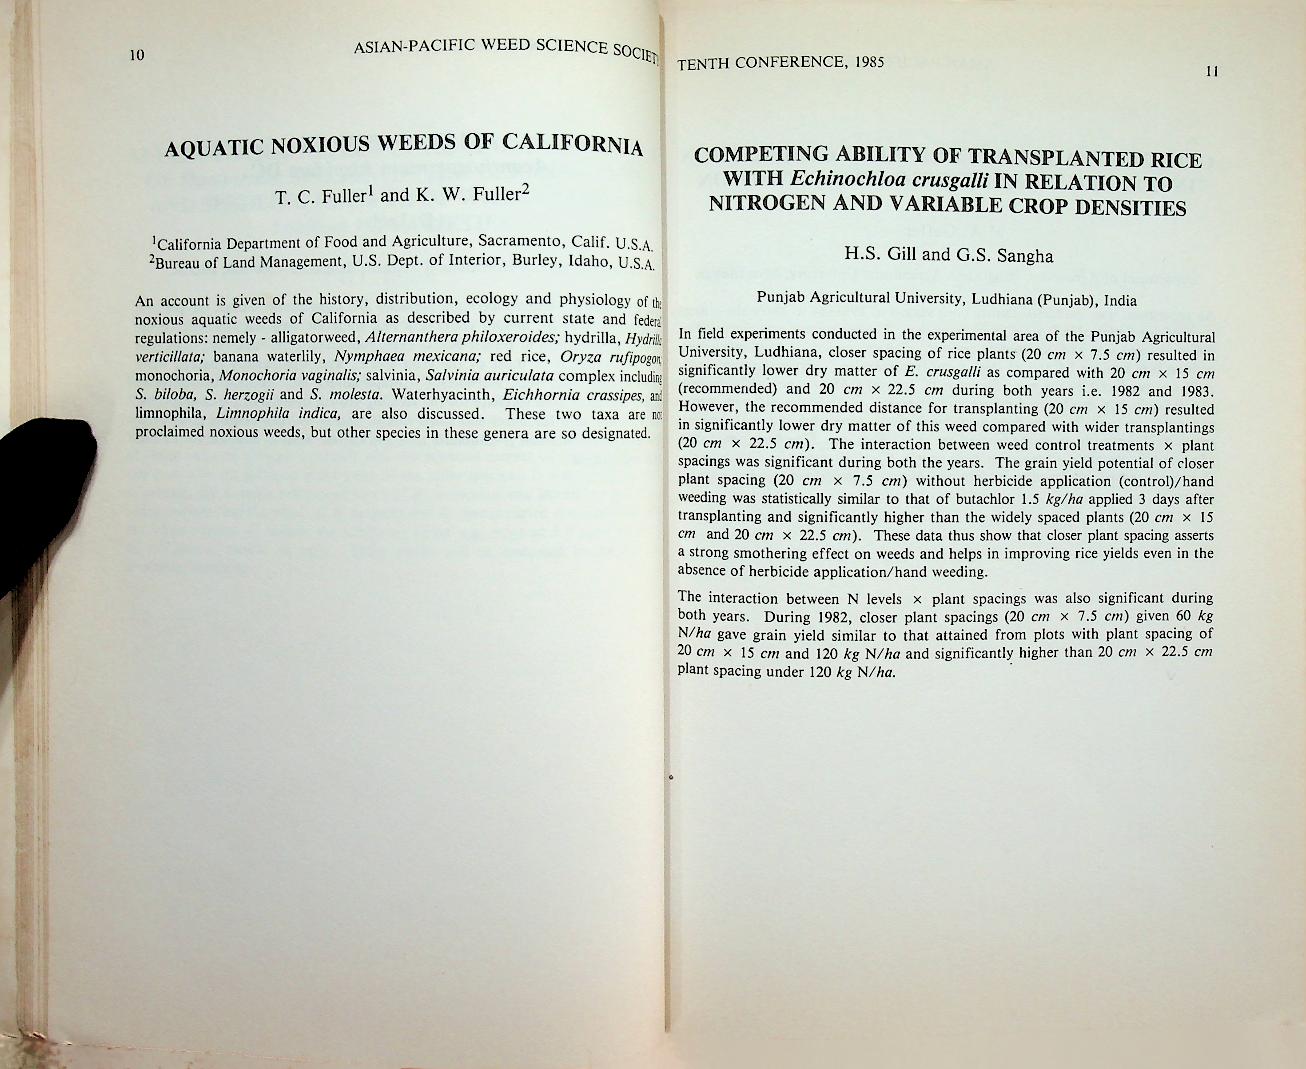 10
ASIAN-PACIFIC WEED SCIENCE SOCIET
AQUATIC NOXIOUS WEEDS OF CALIFORNIA
T. C. Fuller1 and K. W. Fuller2
1California Department of Food and Agriculture, Sacramento, Calif. U.S.A.
2Bureau of Land Management, U.S. Dept. of Interior, Burley, Idaho, U.S.A.
An account is given of the history, distribution, ecology and physiology of the
noxious aquatic weeds of California as described by current state and federa
regulations: nemely - alligatorweed, Alternanthera philoxeroides; hydrilla, Hydrilla
verticillata; banana waterlily, Nymphaea mexicana; red rice, Oryza rufipogon,
monochoria, Monochoria vaginalis; salvinia, Salvinia auriculata complex including
S. biloba, S. herzogii and S. molesta. Waterhyacinth, Eichhornia crassipes, and
limnophila, Limnophila indica, are also discussed. These two taxa are not
proclaimed noxious weeds, but other species in these genera are so designated.
TENTH CONFERENCE, 1985
11
COMPETING ABILITY OF TRANSPLANTED RICE
WITH Echinochloa crusgalli IN RELATION TO
NITROGEN AND VARIABLE CROP DENSITIES
H.S. Gill and G.S. Sangha
Punjab Agricultural University, Ludhiana (Punjab), India
In field experiments conducted in the experimental area of the Punjab Agricultural
University, Ludhiana, closer spacing of rice plants (20 cm × 7.5 cm) resulted in
significantly lower dry matter of E. crusgalli as compared with 20 cm × 15 cm
(recommended) and 20 cm × 22.5 cm during both years i.e. 1982 and 1983.
However, the recommended distance for transplanting (20 cm × 15 cm) resulted
in significantly lower dry matter of this weed compared with wider transplantings
(20 cm × 22.5 cm). The interaction between weed control treatments × plant
spacings was significant during both the years. The grain yield potential of closer
plant spacing (20 cm × 7.5 cm) without herbicide application (control)/hand
weeding was statistically similar to that of butachlor 1.5 kg/ha applied 3 days after
transplanting and significantly higher than the widely spaced plants (20 cm × 15
cm and 20 cm × 22.5 cm). These data thus show that closer plant spacing asserts
a strong smothering effect on weeds and helps in improving rice yields even in the
absence of herbicide application/hand weeding.
The interaction between N levels × plant spacings was also significant during
both years. During 1982, closer plant spacings (20 cm × 7.5 cm) given 60 kg
N/ha gave grain yield similar to that attained from plots with plant spacing of
20 cm × 15 cm and 120 kg N/ha and significantly higher than 20 cm × 22.5 cm
plant spacing under 120 kg N/ha.